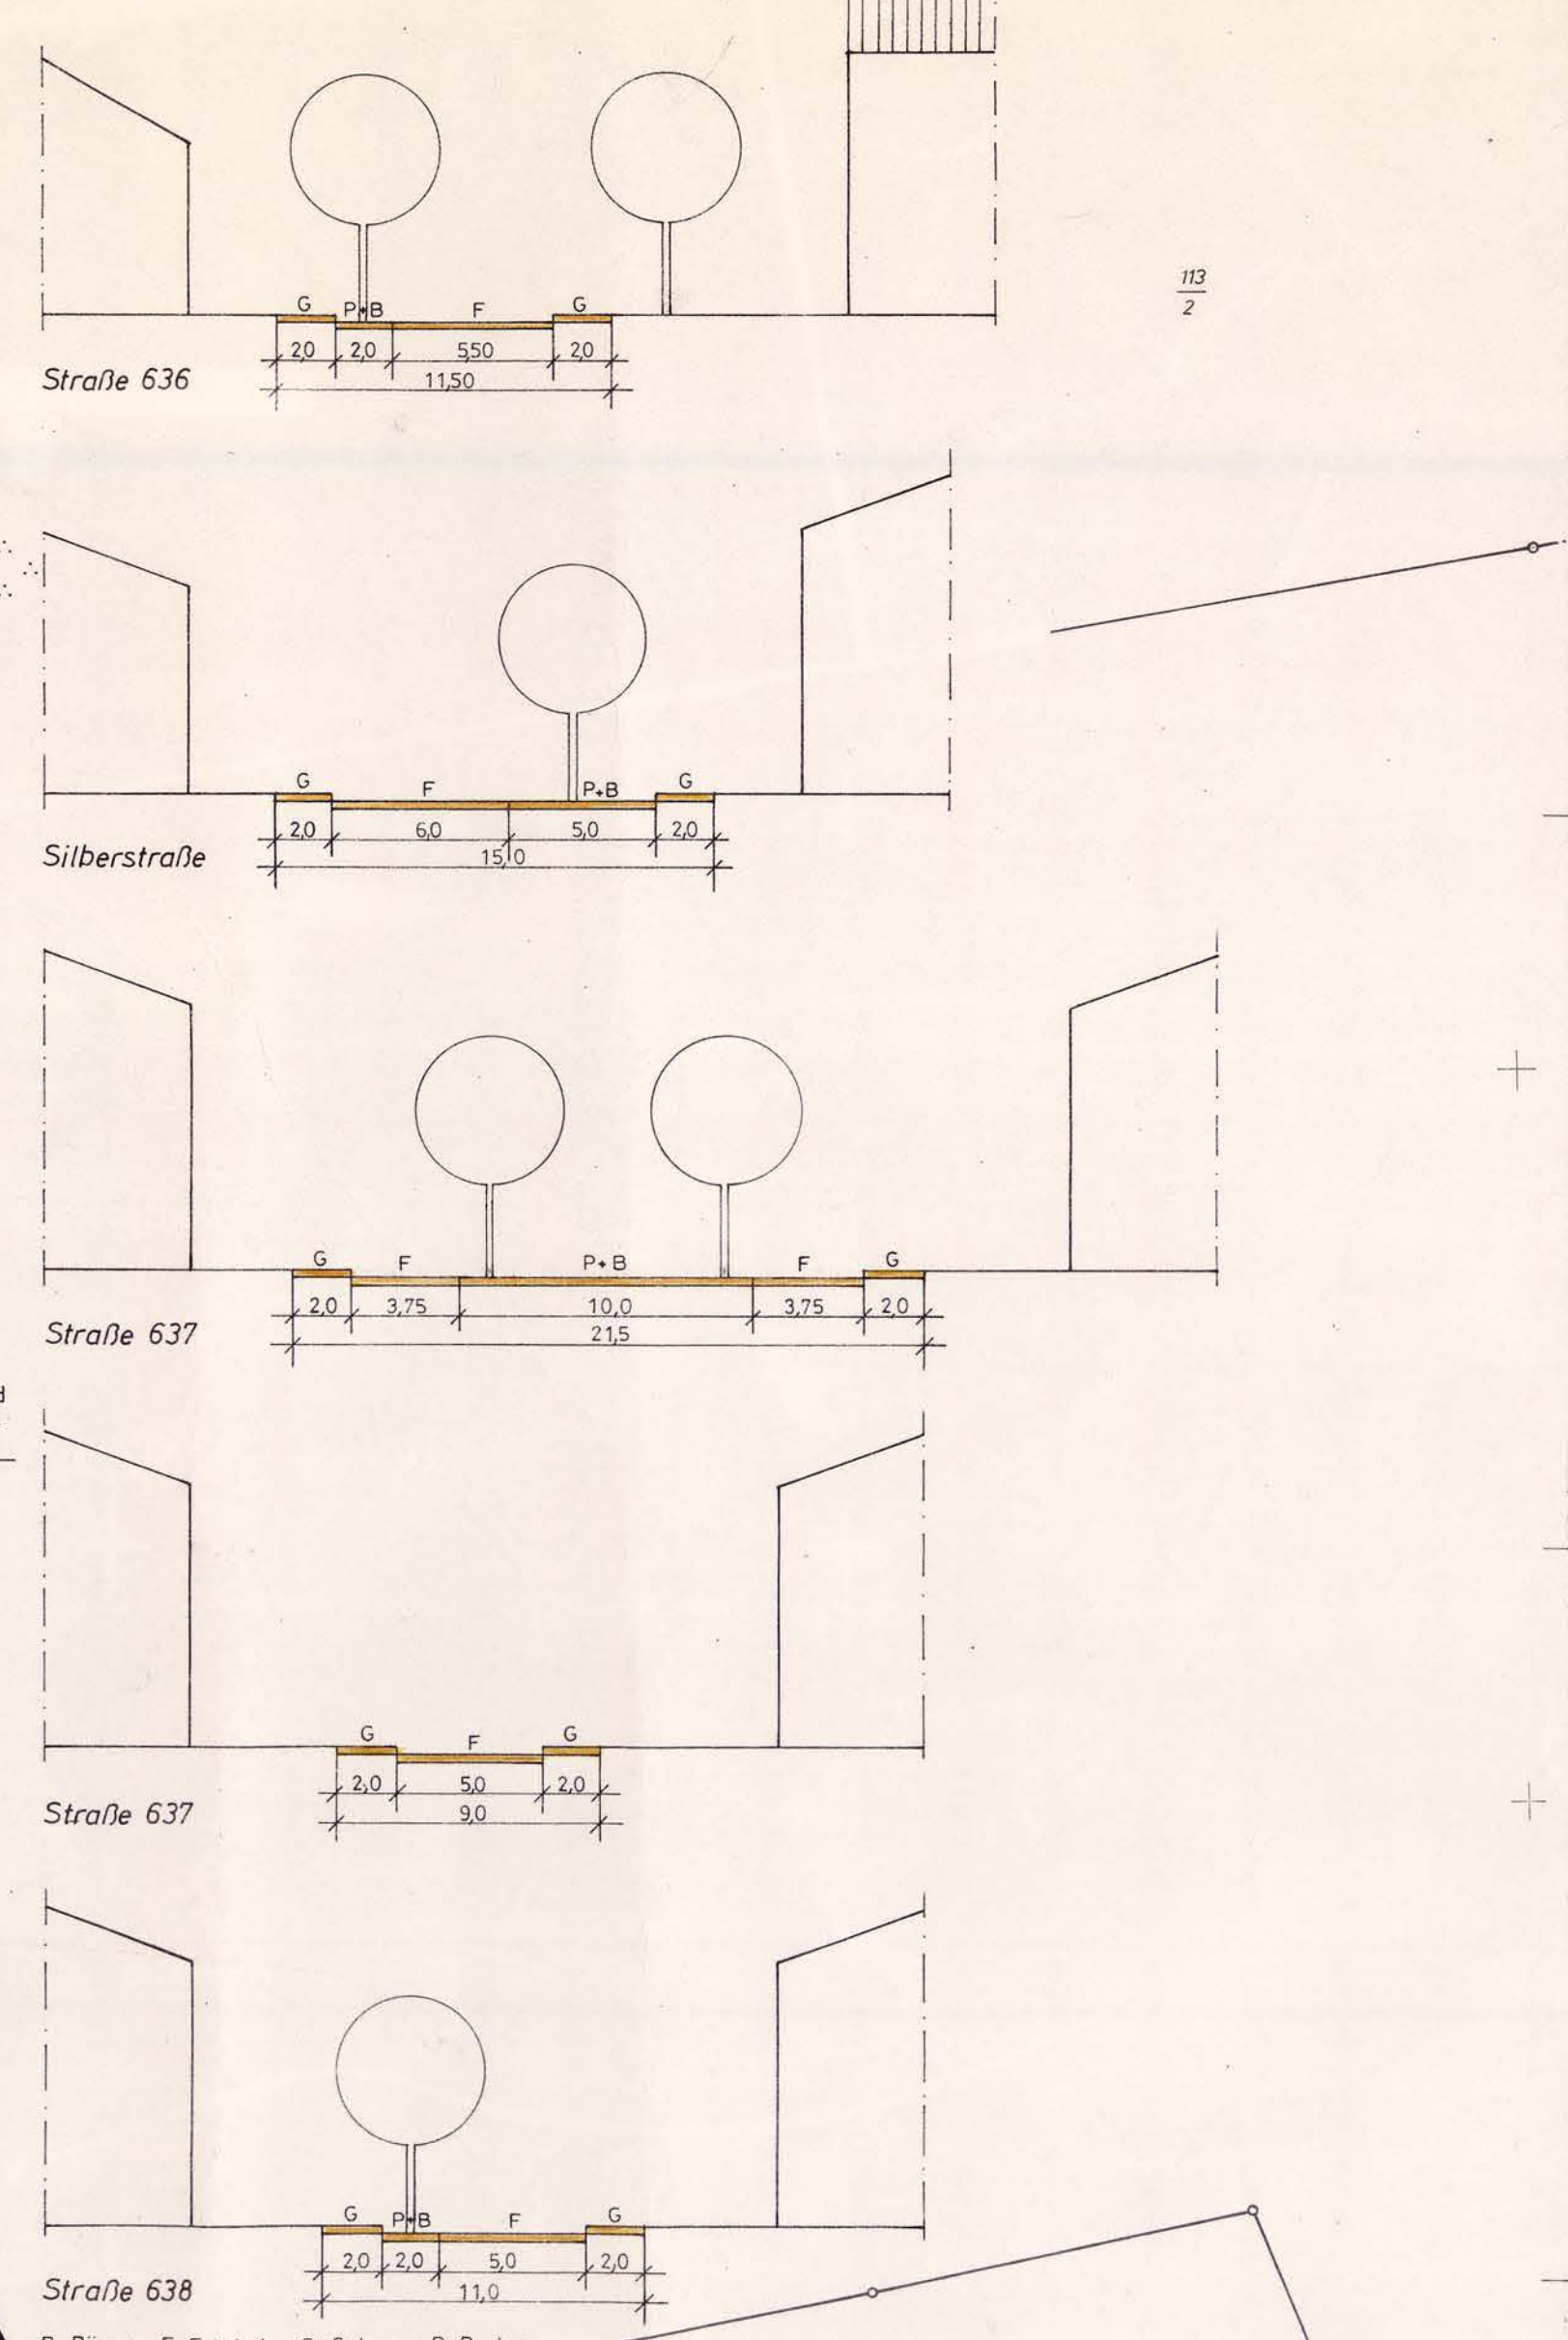 G P+B F G
2,0 2,0 5,50 2,0
11,50
Straße 636
113
2
G F P+B G
2,0 6,0 5,0 2,0
15,0
Silberstraße
G F P+B F G
2,0 3,75 10,0 3,75 2,0
21,5
Straße 637
G F G
2,0 5,0 2,0
9,0
Straße 637
G P+B F G
2,0 2,0 5,0 2,0
11,0
Straße 638